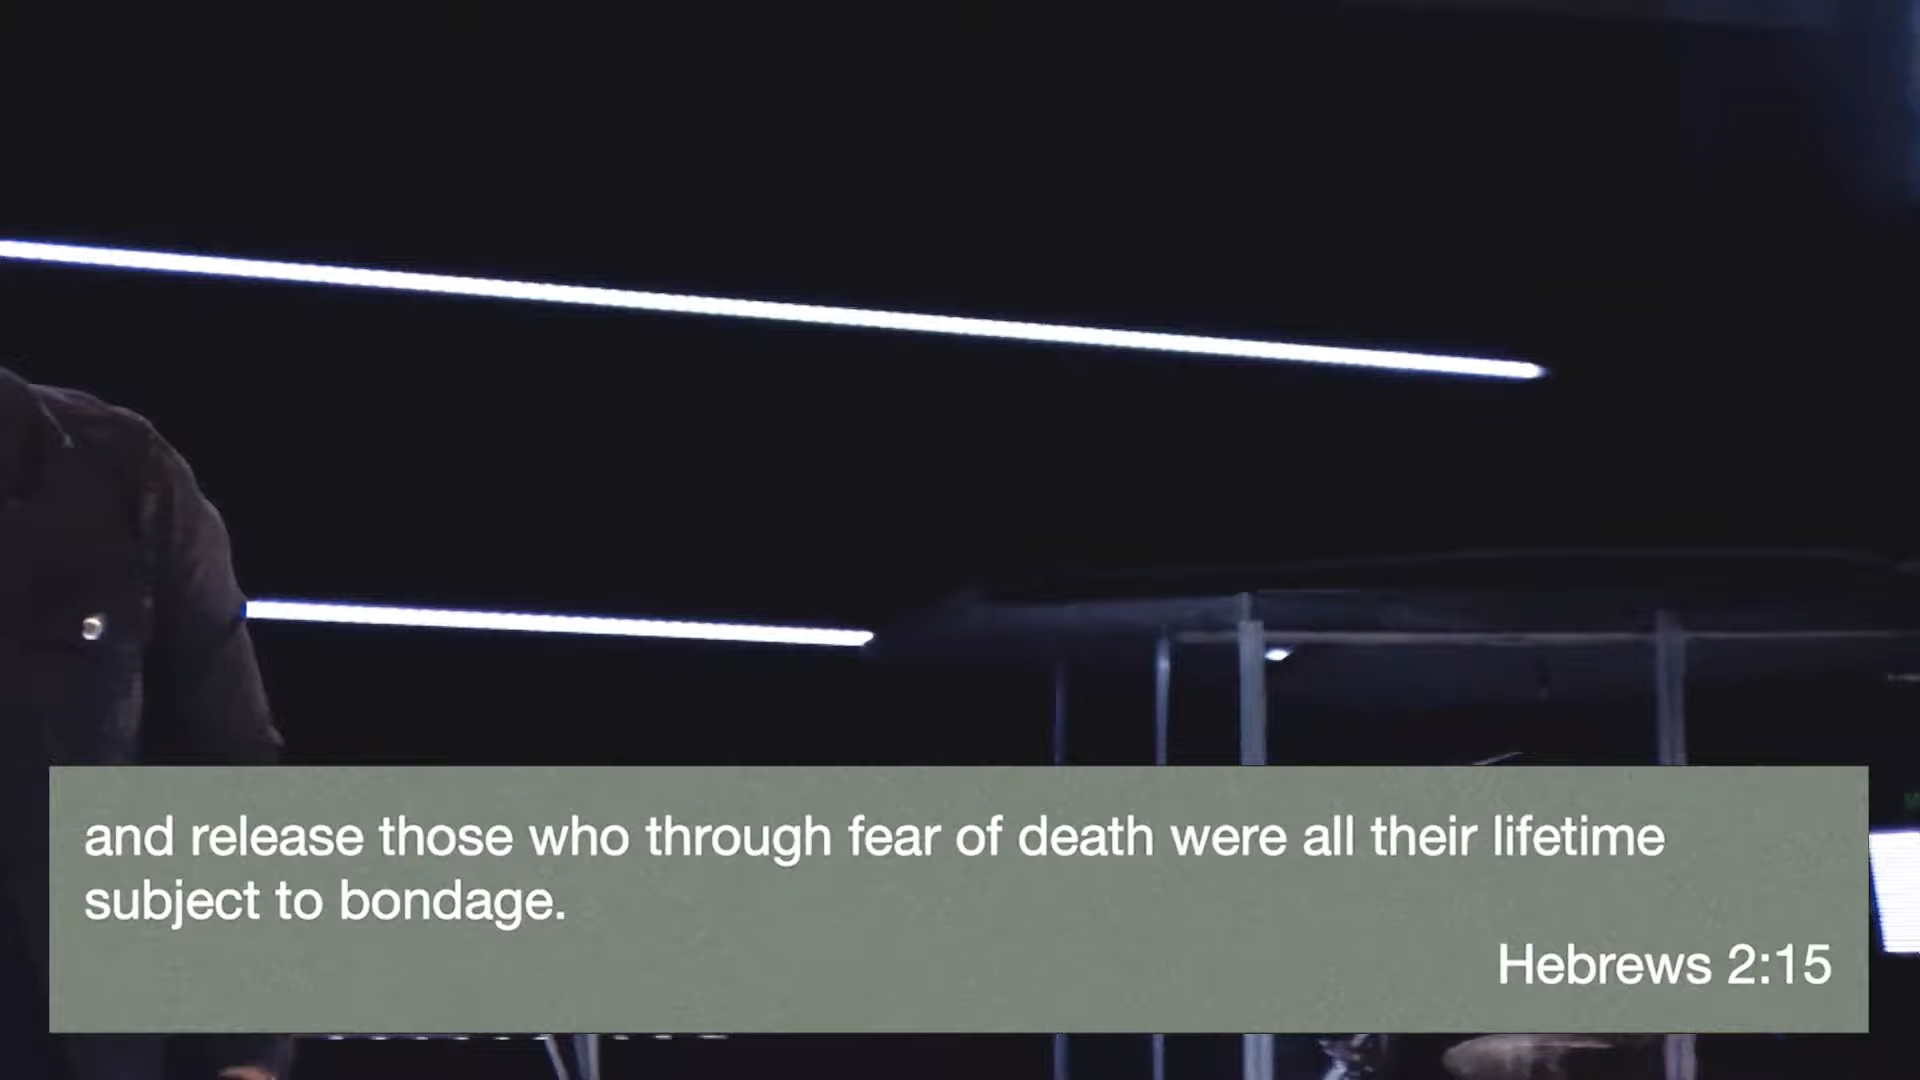 and release those who through fear of death were all their lifetime
subject to bondage.
Hebrews 2:15